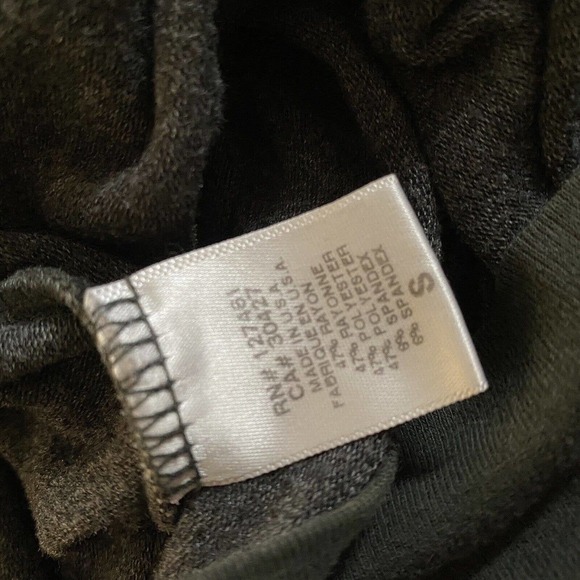 RN# 127481
CA# 30427
MADE IN U.S.A.
FABRIQUE IN U.S.A.
47% RAYON
47% RAYONNE
47% POLYESTER
47% POLYESTER
6% SPANDEX
6% SPANDEX
S